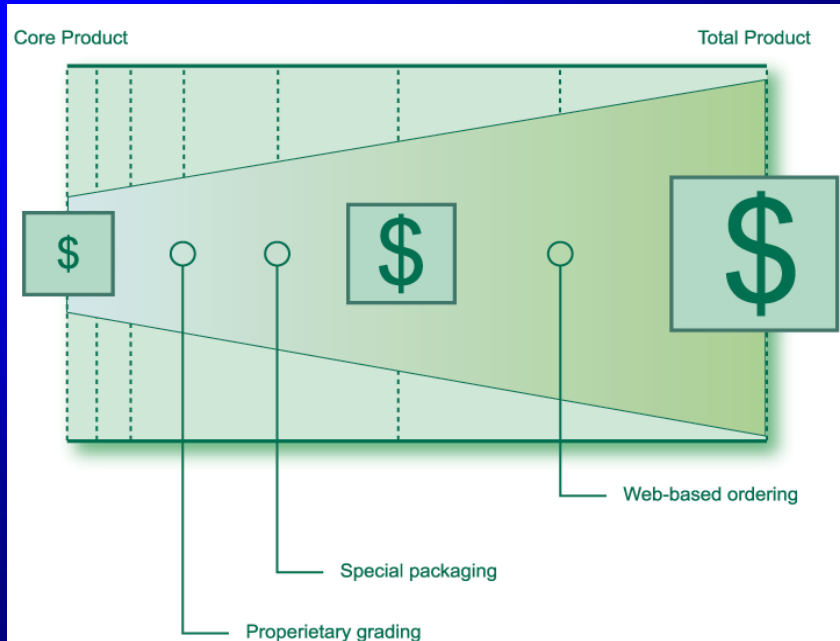 Core Product
Total Product
$
$
$
Web-based ordering
Special packaging
Properietary grading